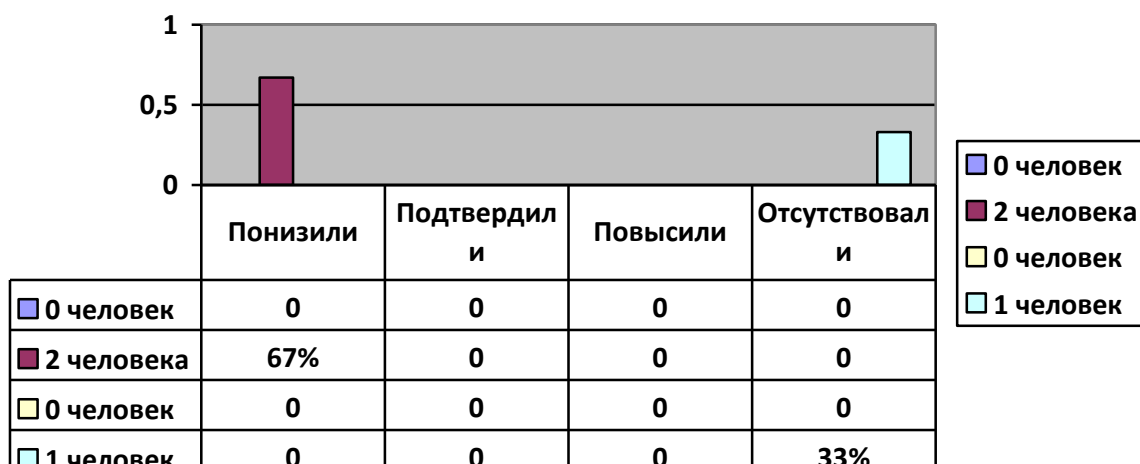 1
0,5
0
Понизили Подтвердил Повысили Отсутствовал
и и
0 человек 0 0 0 0
2 человека 67% 0 0 0
0 человек 0 0 0 0
1 человек 0 0 0 33%
0 человек
2 человека
0 человек
1 человек